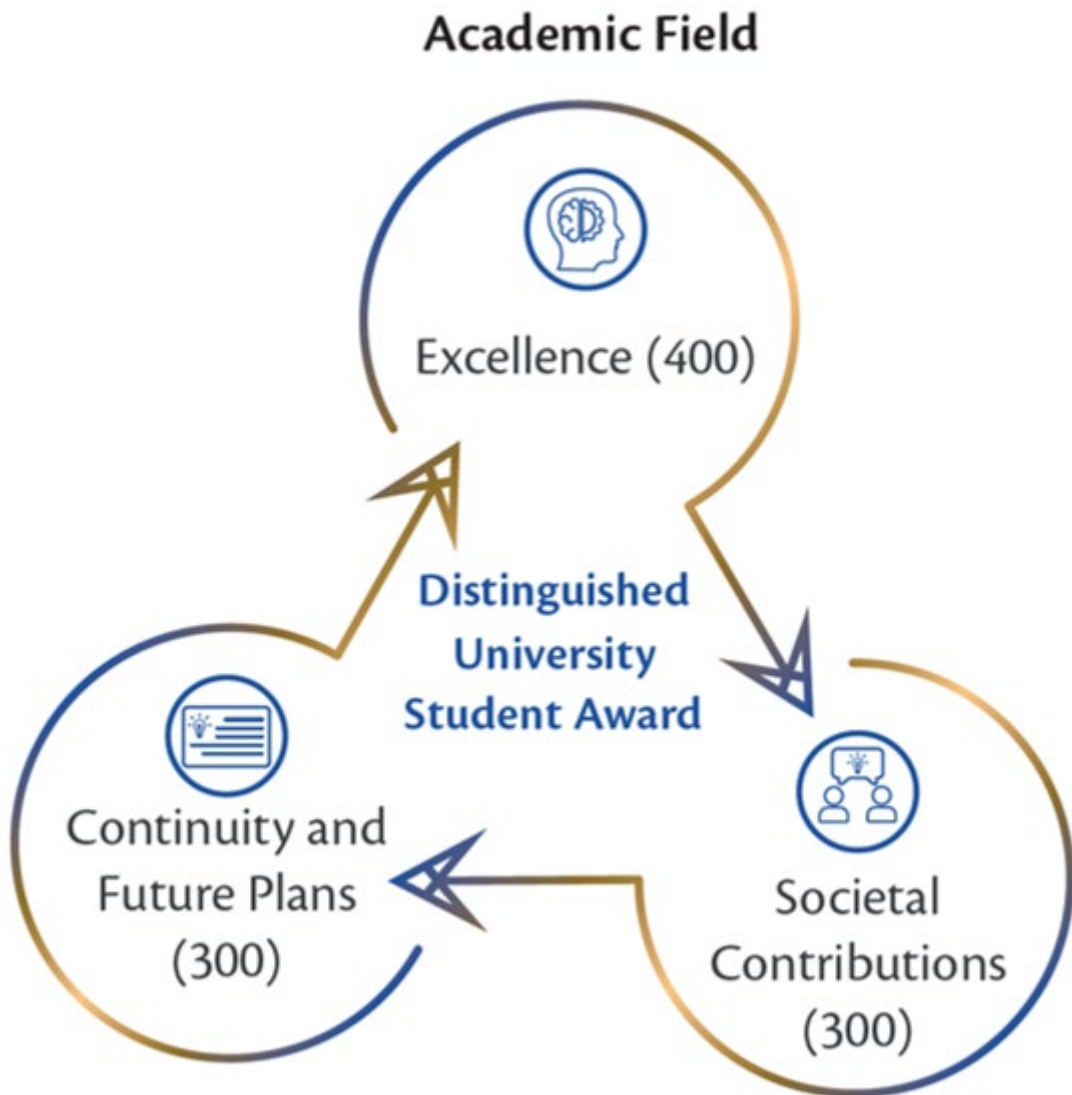 Academic Field
Excellence (400)
Distinguished
University
Student Award
Continuity and
Future Plans
(300)
Societal
Contributions
(300)